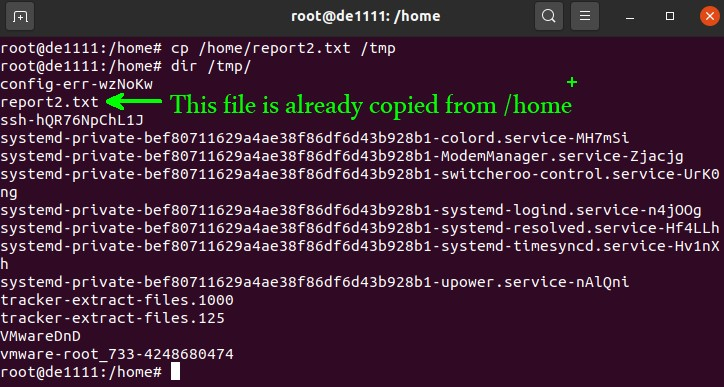 root@de1111: /home
root@de1111:/home# cp /home/report2.txt /tmp
root@de1111:/home# dir /tmp/
config-err-wzNoKw
report2.txt This file is already copied from /home
ssh-hQR76NpChL1J
systemd-private-bef80711629a4ae38f86df6d43b928b1-colord.service-MH7mSi
systemd-private-bef80711629a4ae38f86df6d43b928b1-ModemManager.service-Zjacjg
systemd-private-bef80711629a4ae38f86df6d43b928b1-switcheroo-control.service-UrK0
ng
systemd-private-bef80711629a4ae38f86df6d43b928b1-systemd-logind.service-n4jOOg
systemd-private-bef80711629a4ae38f86df6d43b928b1-systemd-resolved.service-Hf4LLh
systemd-private-bef80711629a4ae38f86df6d43b928b1-systemd-timesyncd.service-Hv1nX
h
systemd-private-bef80711629a4ae38f86df6d43b928b1-upower.service-nAlQni
tracker-extract-files.1000
tracker-extract-files.125
VMwareDnD
vmware-root_733-4248680474
root@de1111:/home#